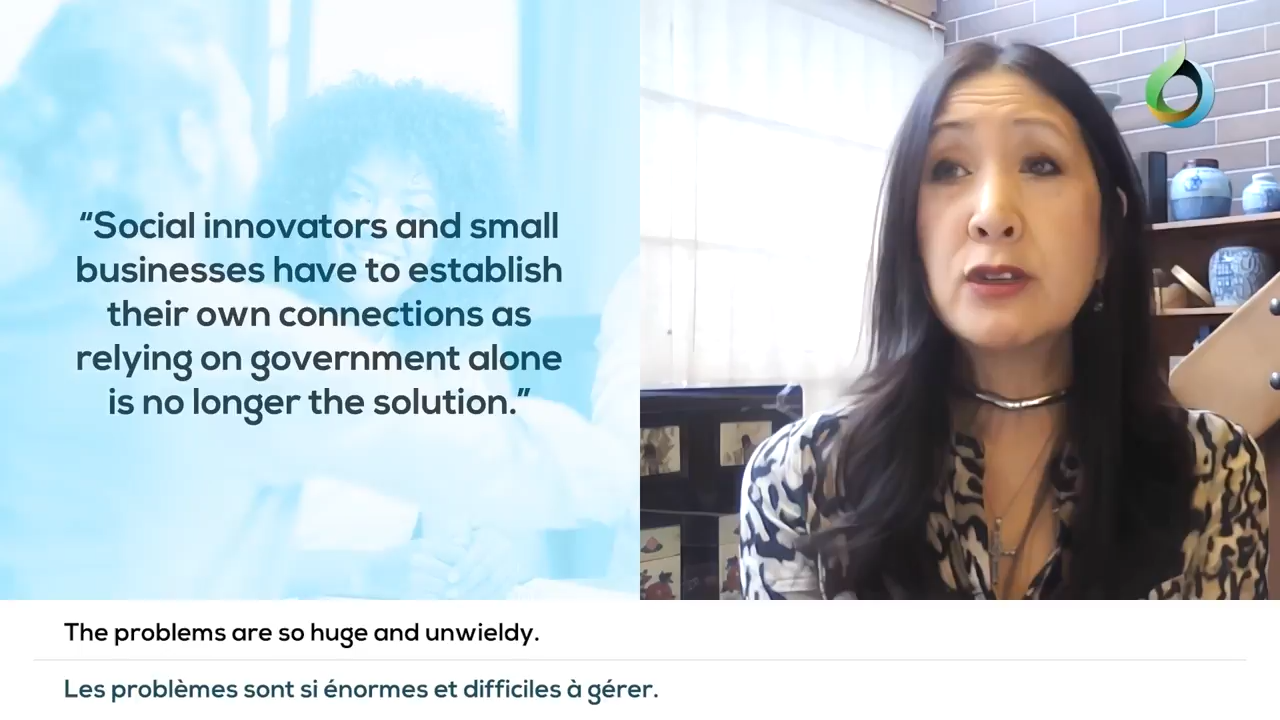 “Social innovators and small
businesses have to establish
their own connections as
relying on government alone
is no longer the solution.”
The problems are so huge and unwieldy.
Les problèmes sont si énormes et difficiles à gérer.